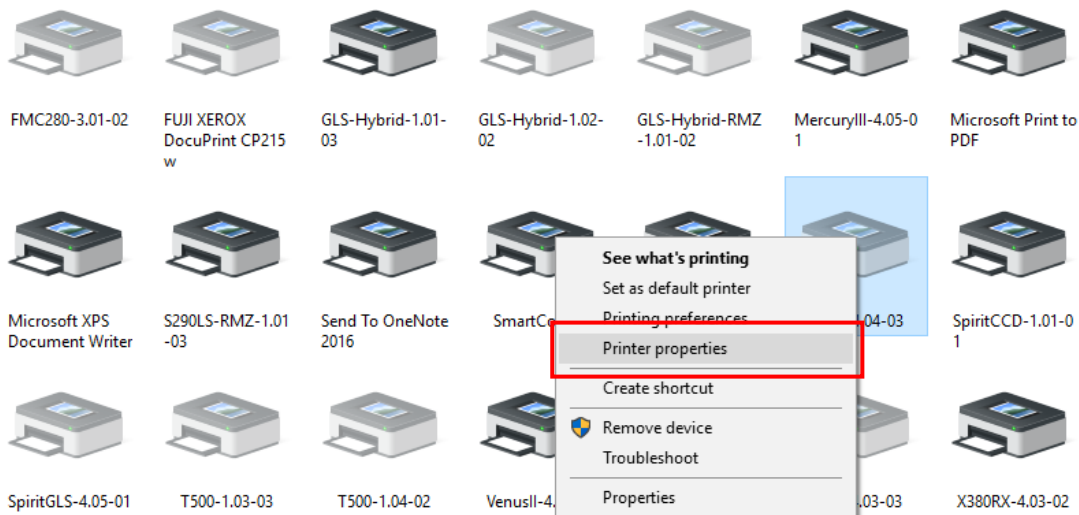 FMC280-3.01-02
FUJI XEROX
DocuPrint CP215
w
GLS-Hybrid-1.01-
03
GLS-Hybrid-1.02-
02
GLS-Hybrid-RMZ
-1.01-02
MercuryIII-4.05-0
1
Microsoft Print to
PDF
Microsoft XPS
Document Writer
S290LS-RMZ-1.01
-03
Send To OneNote
2016
SmartCo
.04-03
SpiritCCD-1.01-0
1
See what's printing
Set as default printer
Printing preferences
Printer properties
Create shortcut
Remove device
Troubleshoot
Properties
SpiritGLS-4.05-01
T500-1.03-03
T500-1.04-02
VenusII-4.
.03-03
X380RX-4.03-02